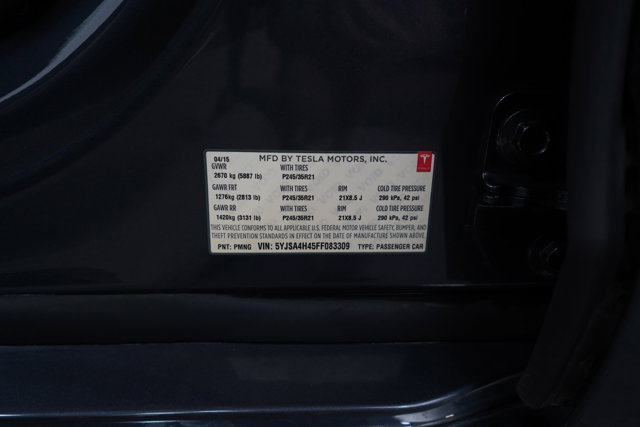 04/15 MFD BY TESLA MOTORS, INC.
GVWR WITH TIRES
2670 kg (5887 lb) P245/35R21
GAWR FRT WITH TIRES RIM COLD TIRE PRESSURE
1276kg (2813 lb) P245/35R21 21X8.5 J 290 kPa, 42 psi
GAWR RR WITH TIRES RIM COLD TIRE PRESSURE
1420kg (3131 lb) P245/35R21 21X8.5 J 290 kPa, 42 psi
THIS VEHICLE CONFORMS TO ALL APPLICABLE U.S. FEDERAL MOTOR VEHICLE SAFETY, BUMPER, AND
THEFT PREVENTION STANDARDS IN EFFECT ON THE DATE OF MANUFACTURE SHOWN ABOVE.
PNT: PMNG VIN: 5YJSA4H45FF083309 TYPE: PASSENGER CAR